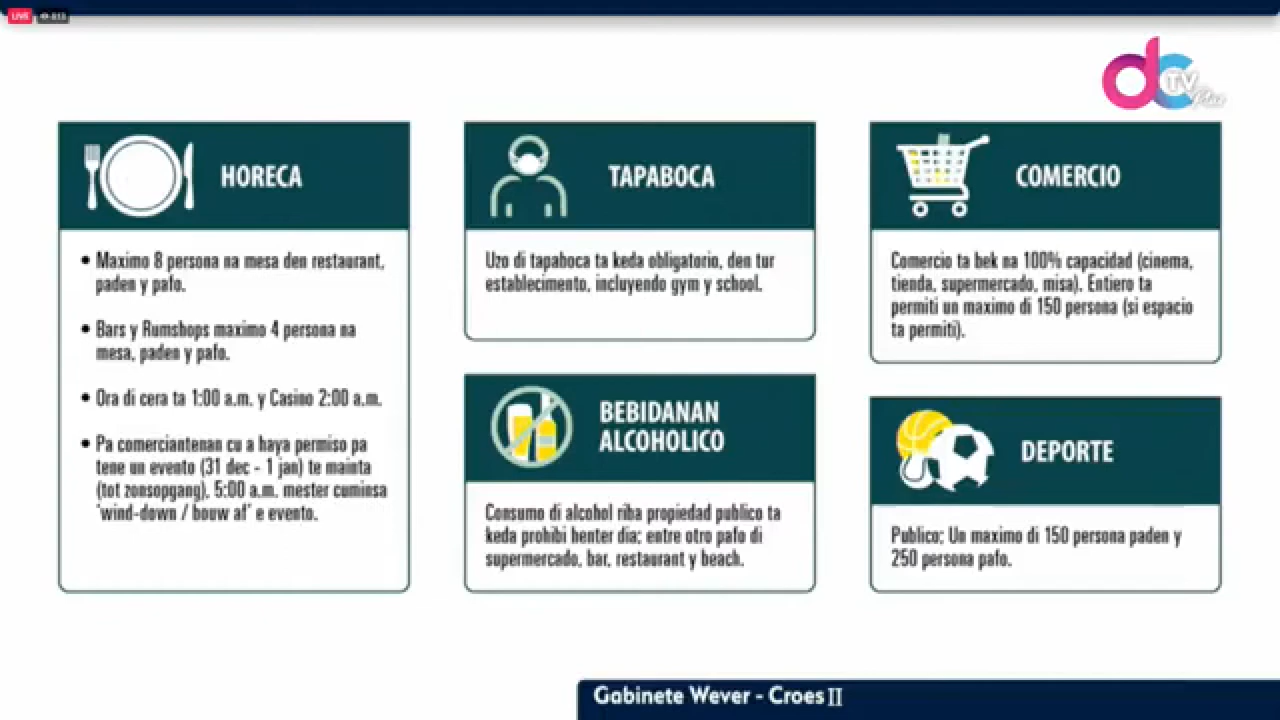 LIVE
TV
HORECA
• Maximo 8 persona na mesa den restaurant,
paden y pafo.
• Bars y Rumshops maximo 4 persona na
mesa, paden y pafo.
• Ora di cera ta 1:00 a.m. y Casino 2:00 a.m.
• Pa comerciantenan cu a haya permiso pa
tene un evento (31 dec - 1 jan) te mainta
(tot zonsopgang), 5:00 a.m. mester cuminsa
'wind-down / bouw af' e evento.
TAPABOCA
Uzo di tapaboca ta keda obligatorio, den tur
establecimento, incluyendo gym y school.
BEBIDANAN
ALCOHOLICO
Consumo di alcohol riba propiedad publico ta
keda prohibi henter dia; entre otro pafo di
supermercado, bar, restaurant y beach.
COMERCIO
Comercio ta bek na 100% capacidad (cinema,
tienda, supermercado, misa). Entiero ta
permiti un maximo di 150 persona (si espacio
ta permiti).
DEPORTE
Publico: Un maximo di 150 persona paden y
250 persona pafo.
Gabinete Wever - Croes II